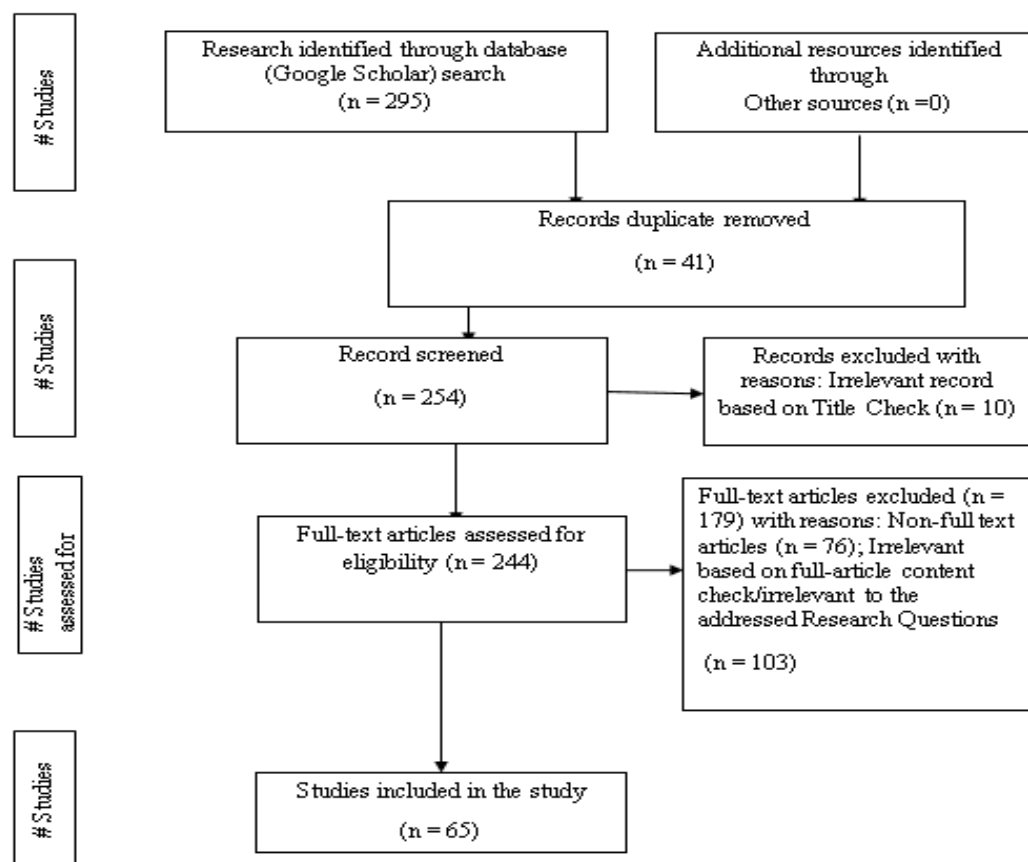 # Studies
Research identified through database
(Google Scholar) search
(n = 295)
Additional resources identified
through
Other sources (n =0)
Records duplicate removed
(n = 41)
# Studies
Record screened
(n = 254)
Records excluded with
reasons: Irrelevant record
based on Title Check (n = 10)
# Studies
assessed for
Full-text articles assessed for
eligibility (n = 244)
Full-text articles excluded (n =
179) with reasons: Non-full text
articles (n = 76); Irrelevant
based on full-article content
check/irrelevant to the
addressed Research Questions
(n = 103)
# Studies
Studies included in the study
(n = 65)